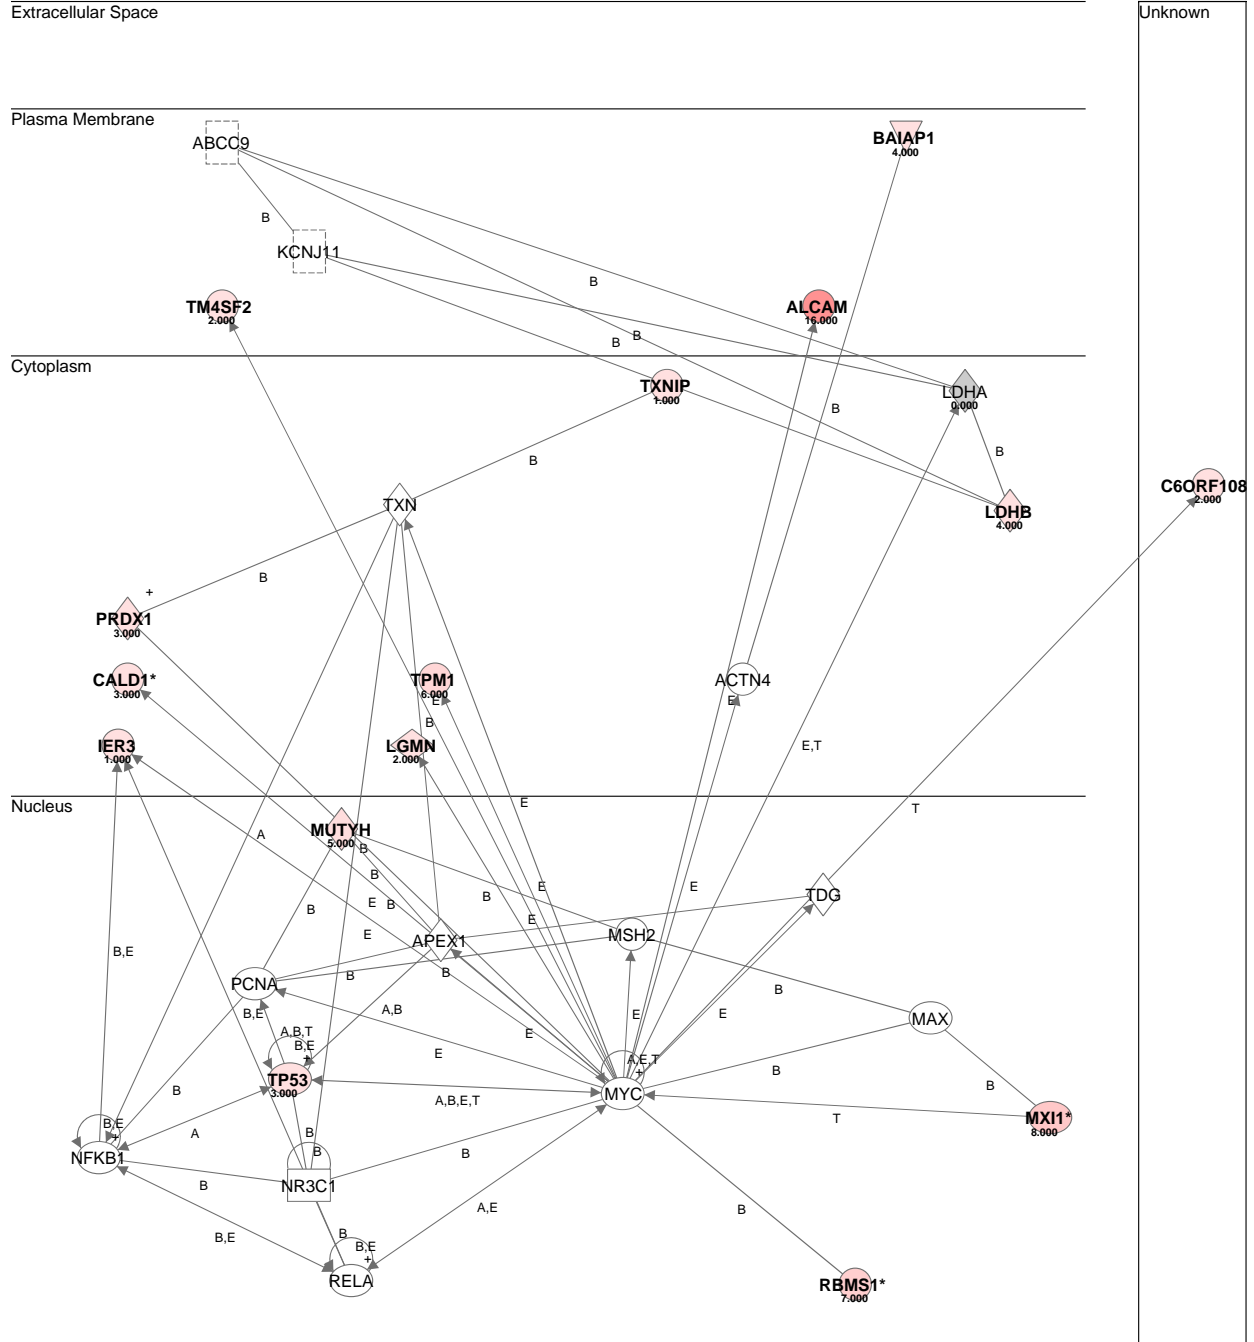 Extracellular Space
Unknown
Plasma Membrane
ABCC9
BAIAP1
4.000
B
KCNJ11
B
TM4SF2
2.000
ALCAM
16.000
B
B
Cytoplasm
TXNIP
1.000
LDHA
0.000
B
B
B
C6ORF108
2.000
TXN
LDHB
4.000
B
+
PRDX1
3.000
CALD1*
3.000
TPM1
6.000
ACTN4
E
E
B
IER3
1.000
LGMN
2.000
E,T
Nucleus
E
T
MUTYH
5.000
A
B
B
E
E
TDG
B
E
B
B
E
MSH2
E
APEX1
B,E
B
B
PCNA
B
A,B
B,E
E
E
MAX
A,B,T
E
B,E
+
E
A,E,T
+
TP53
3.000
B
MYC
B
B
A,B,E,T
T
MXI1*
8.000
B,E
+
A
B
B
NFKB1
B
NR3C1
B
A,E
B
B,E
B
B,E
+
RELA
RBMS1*
7.000